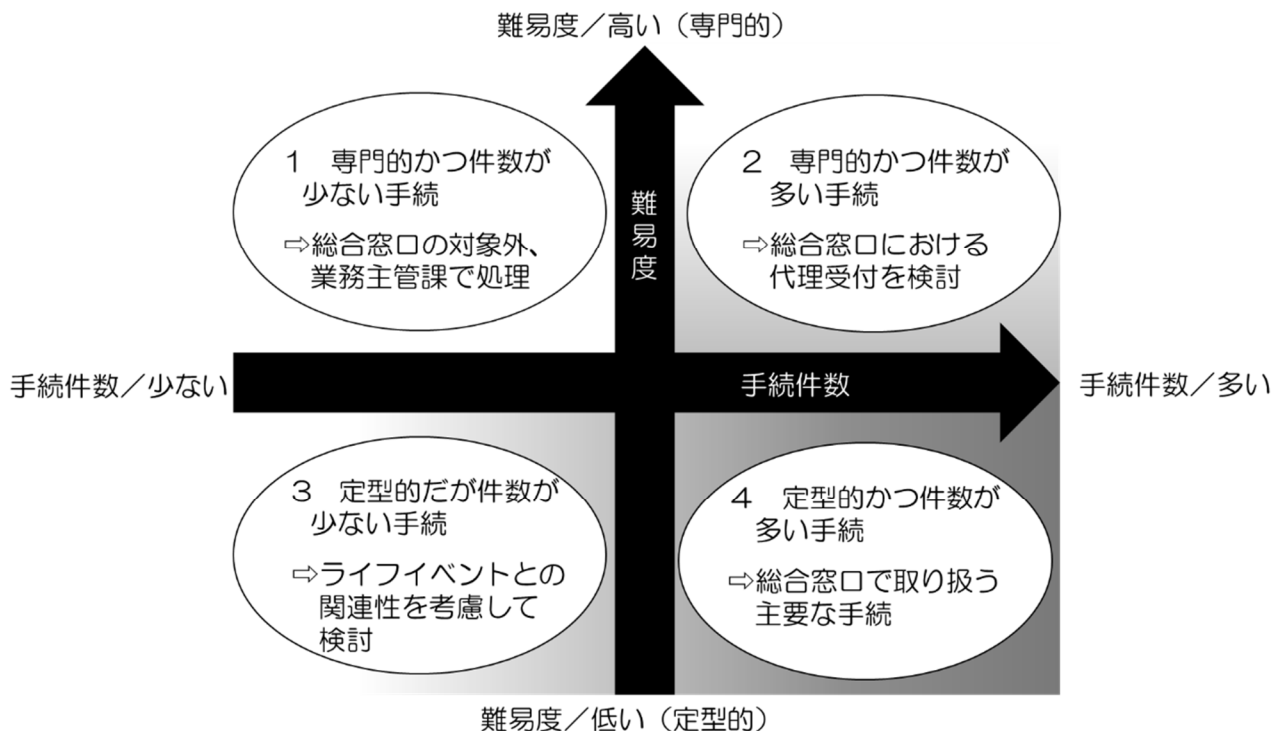 難易度／高い（専門的）
１　専門的かつ件数が
少ない手続
⇨総合窓口の対象外、
業務主管課で処理
難易度
２　専門的かつ件数が
多い手続
⇨総合窓口における
代理受付を検討
手続件数／少ない
手続件数
手続件数／多い
３　定型的だが件数が
少ない手続
⇨ライフイベントとの
関連性を考慮して
検討
４　定型的かつ件数が
多い手続
⇨総合窓口で取り扱う
主要な手続
難易度／低い（定型的）